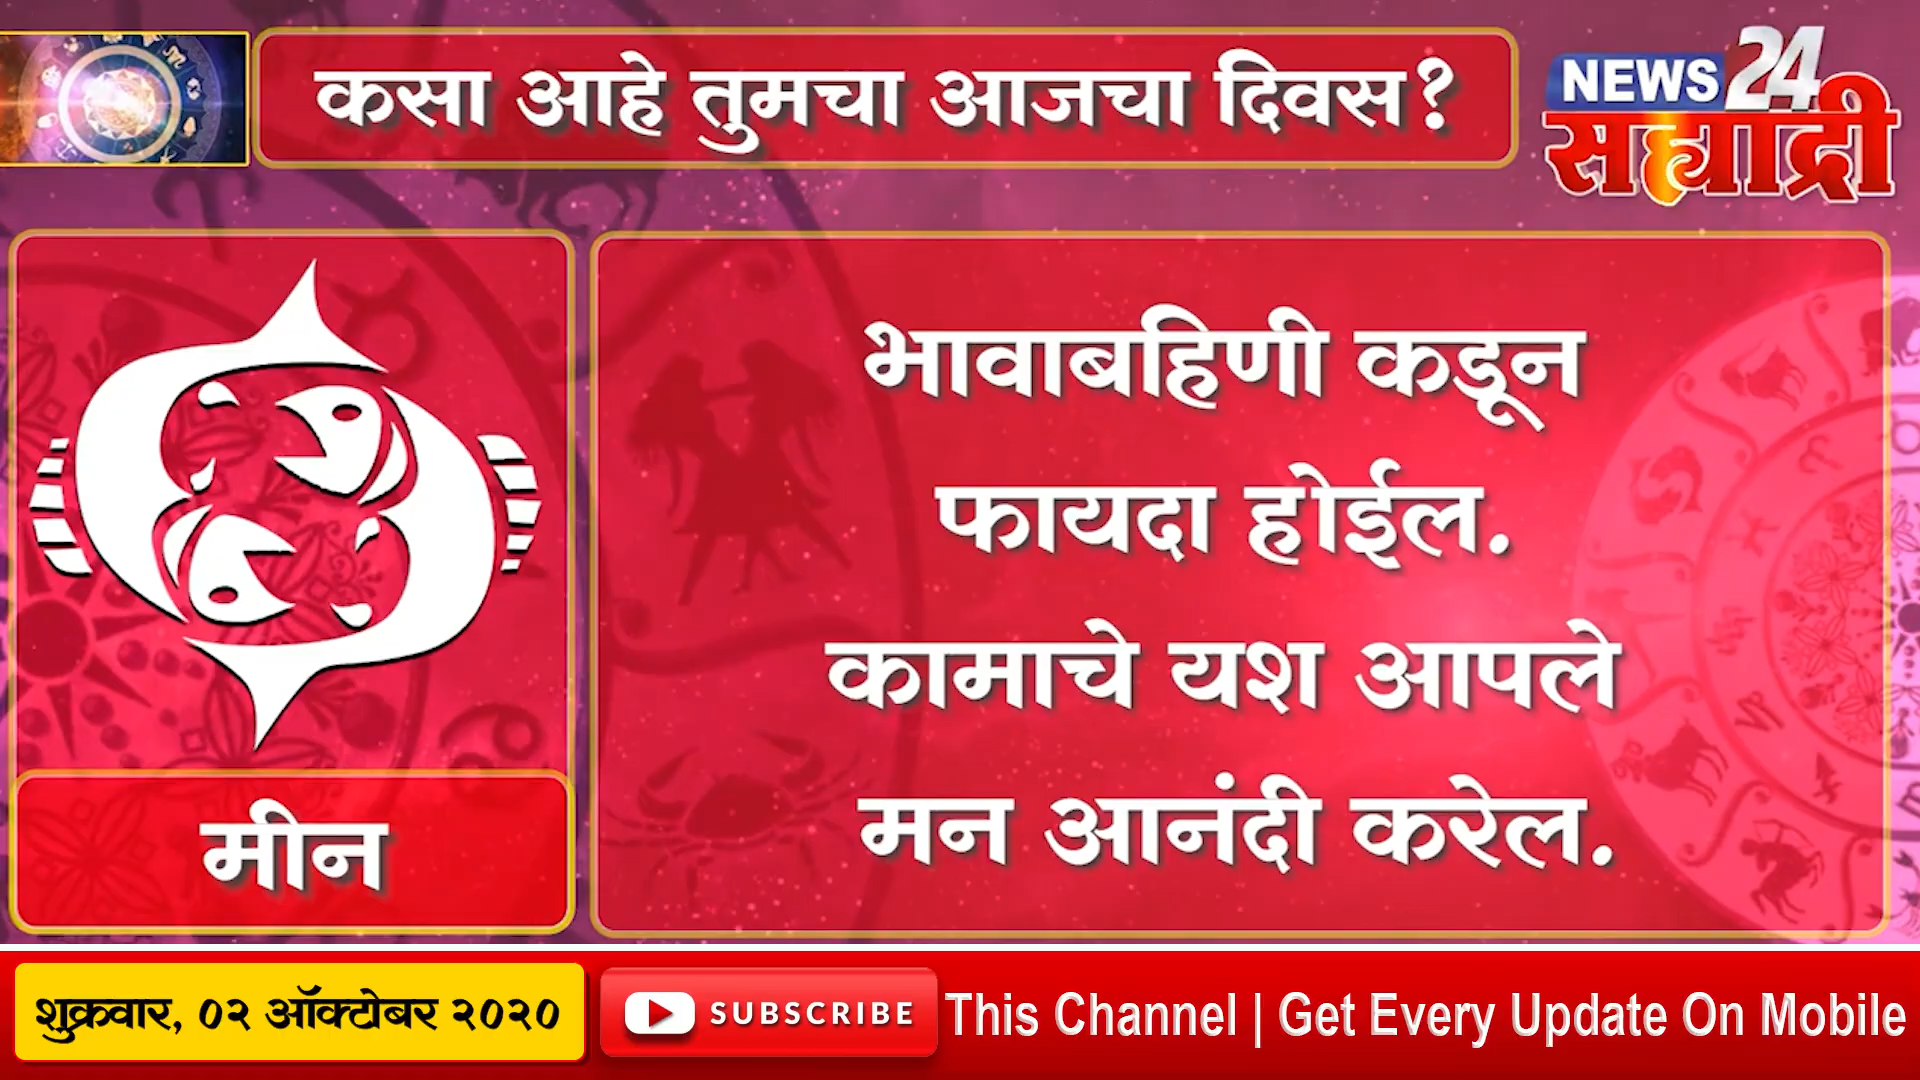 कसा आहे तुमचा आजचा दिवस?
NEWS 24
सह्याद्री
भावाबहिणी कडून
फायदा होईल.
कामाचे यश आपले
मन आनंदी करेल.
मीन
शुक्रवार, ०२ ऑक्टोबर २०२०
SUBSCRIBE This Channel | Get Every Update On Mobile